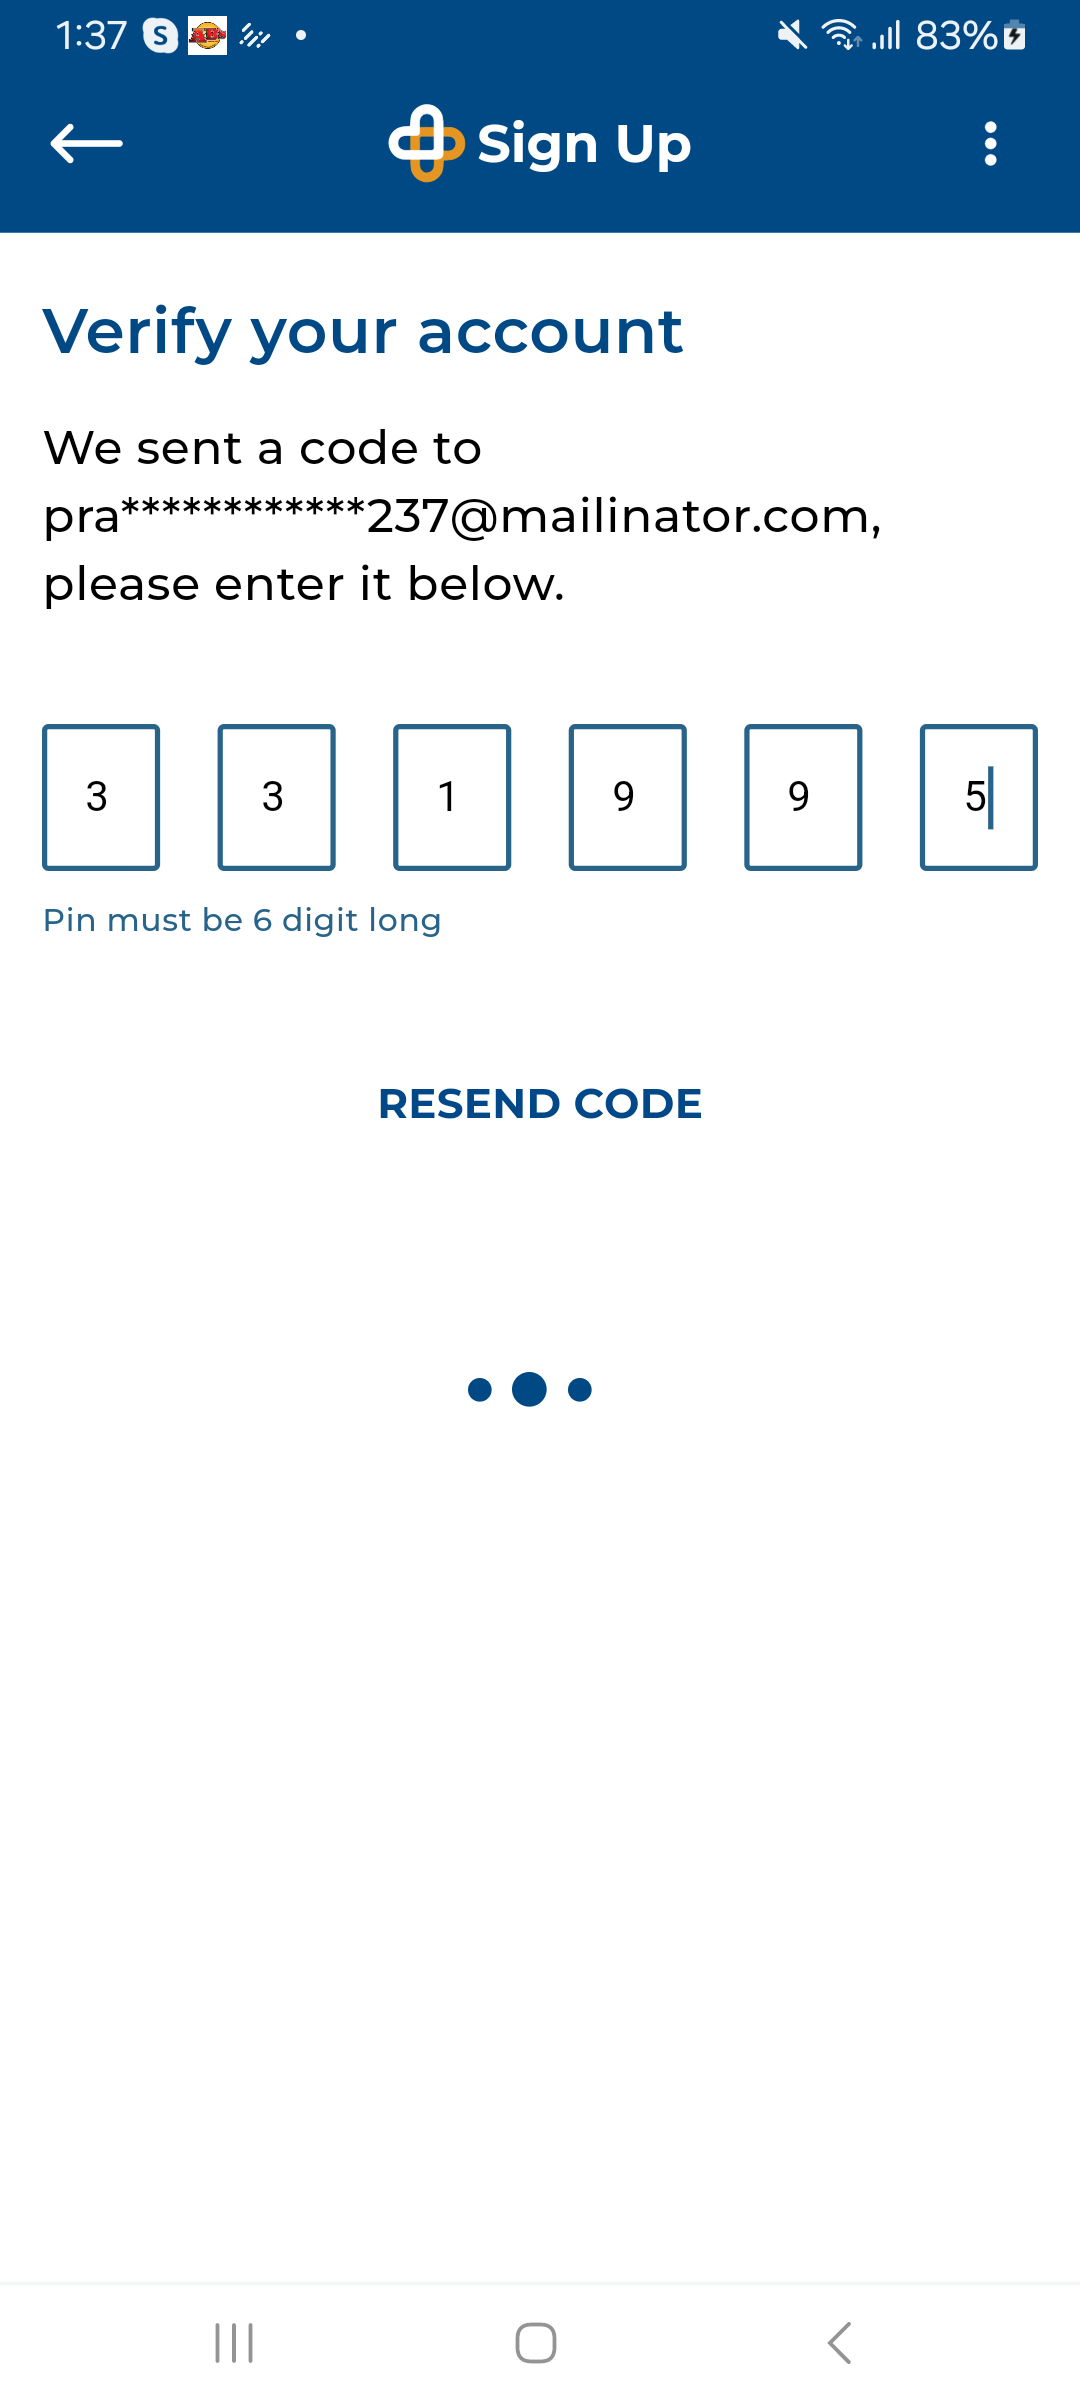 1:37 S AE's 83%
Sign Up
Verify your account
We sent a code to
pra************237@mailinator.com,
please enter it below.
3 3 1 9 9 5
Pin must be 6 digit long
RESEND CODE